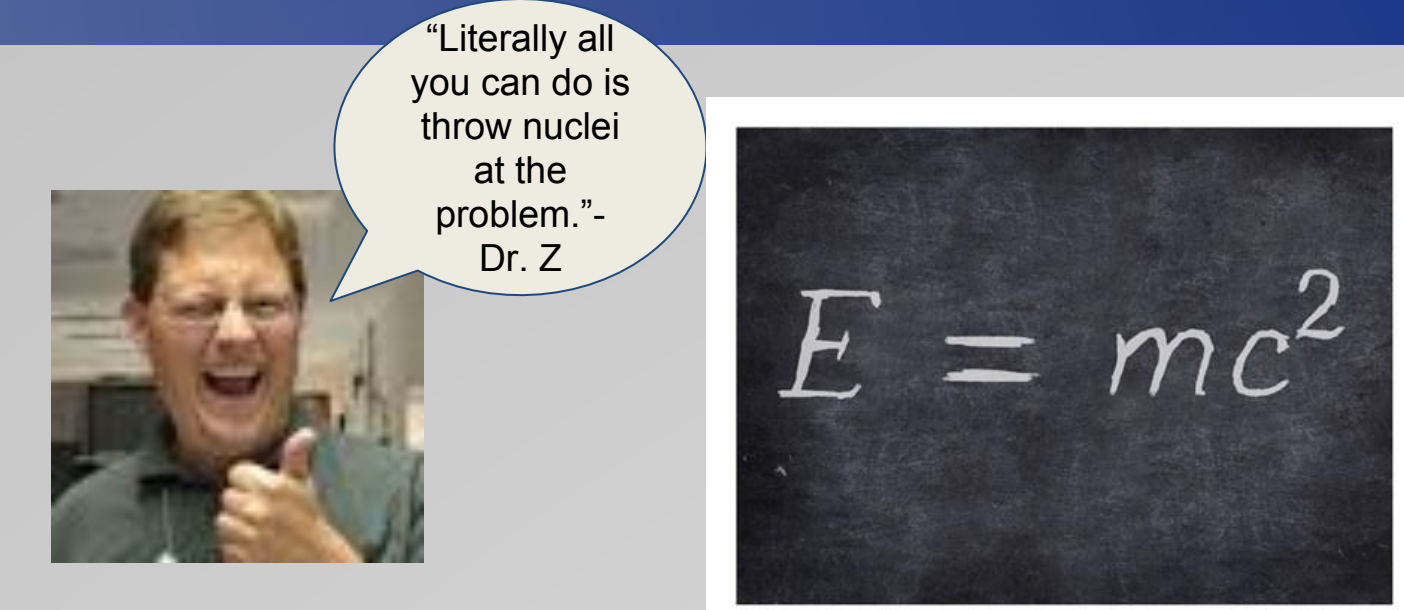 “Literally all
you can do is
throw nuclei
at the
problem.”-
Dr. Z
E = mc²